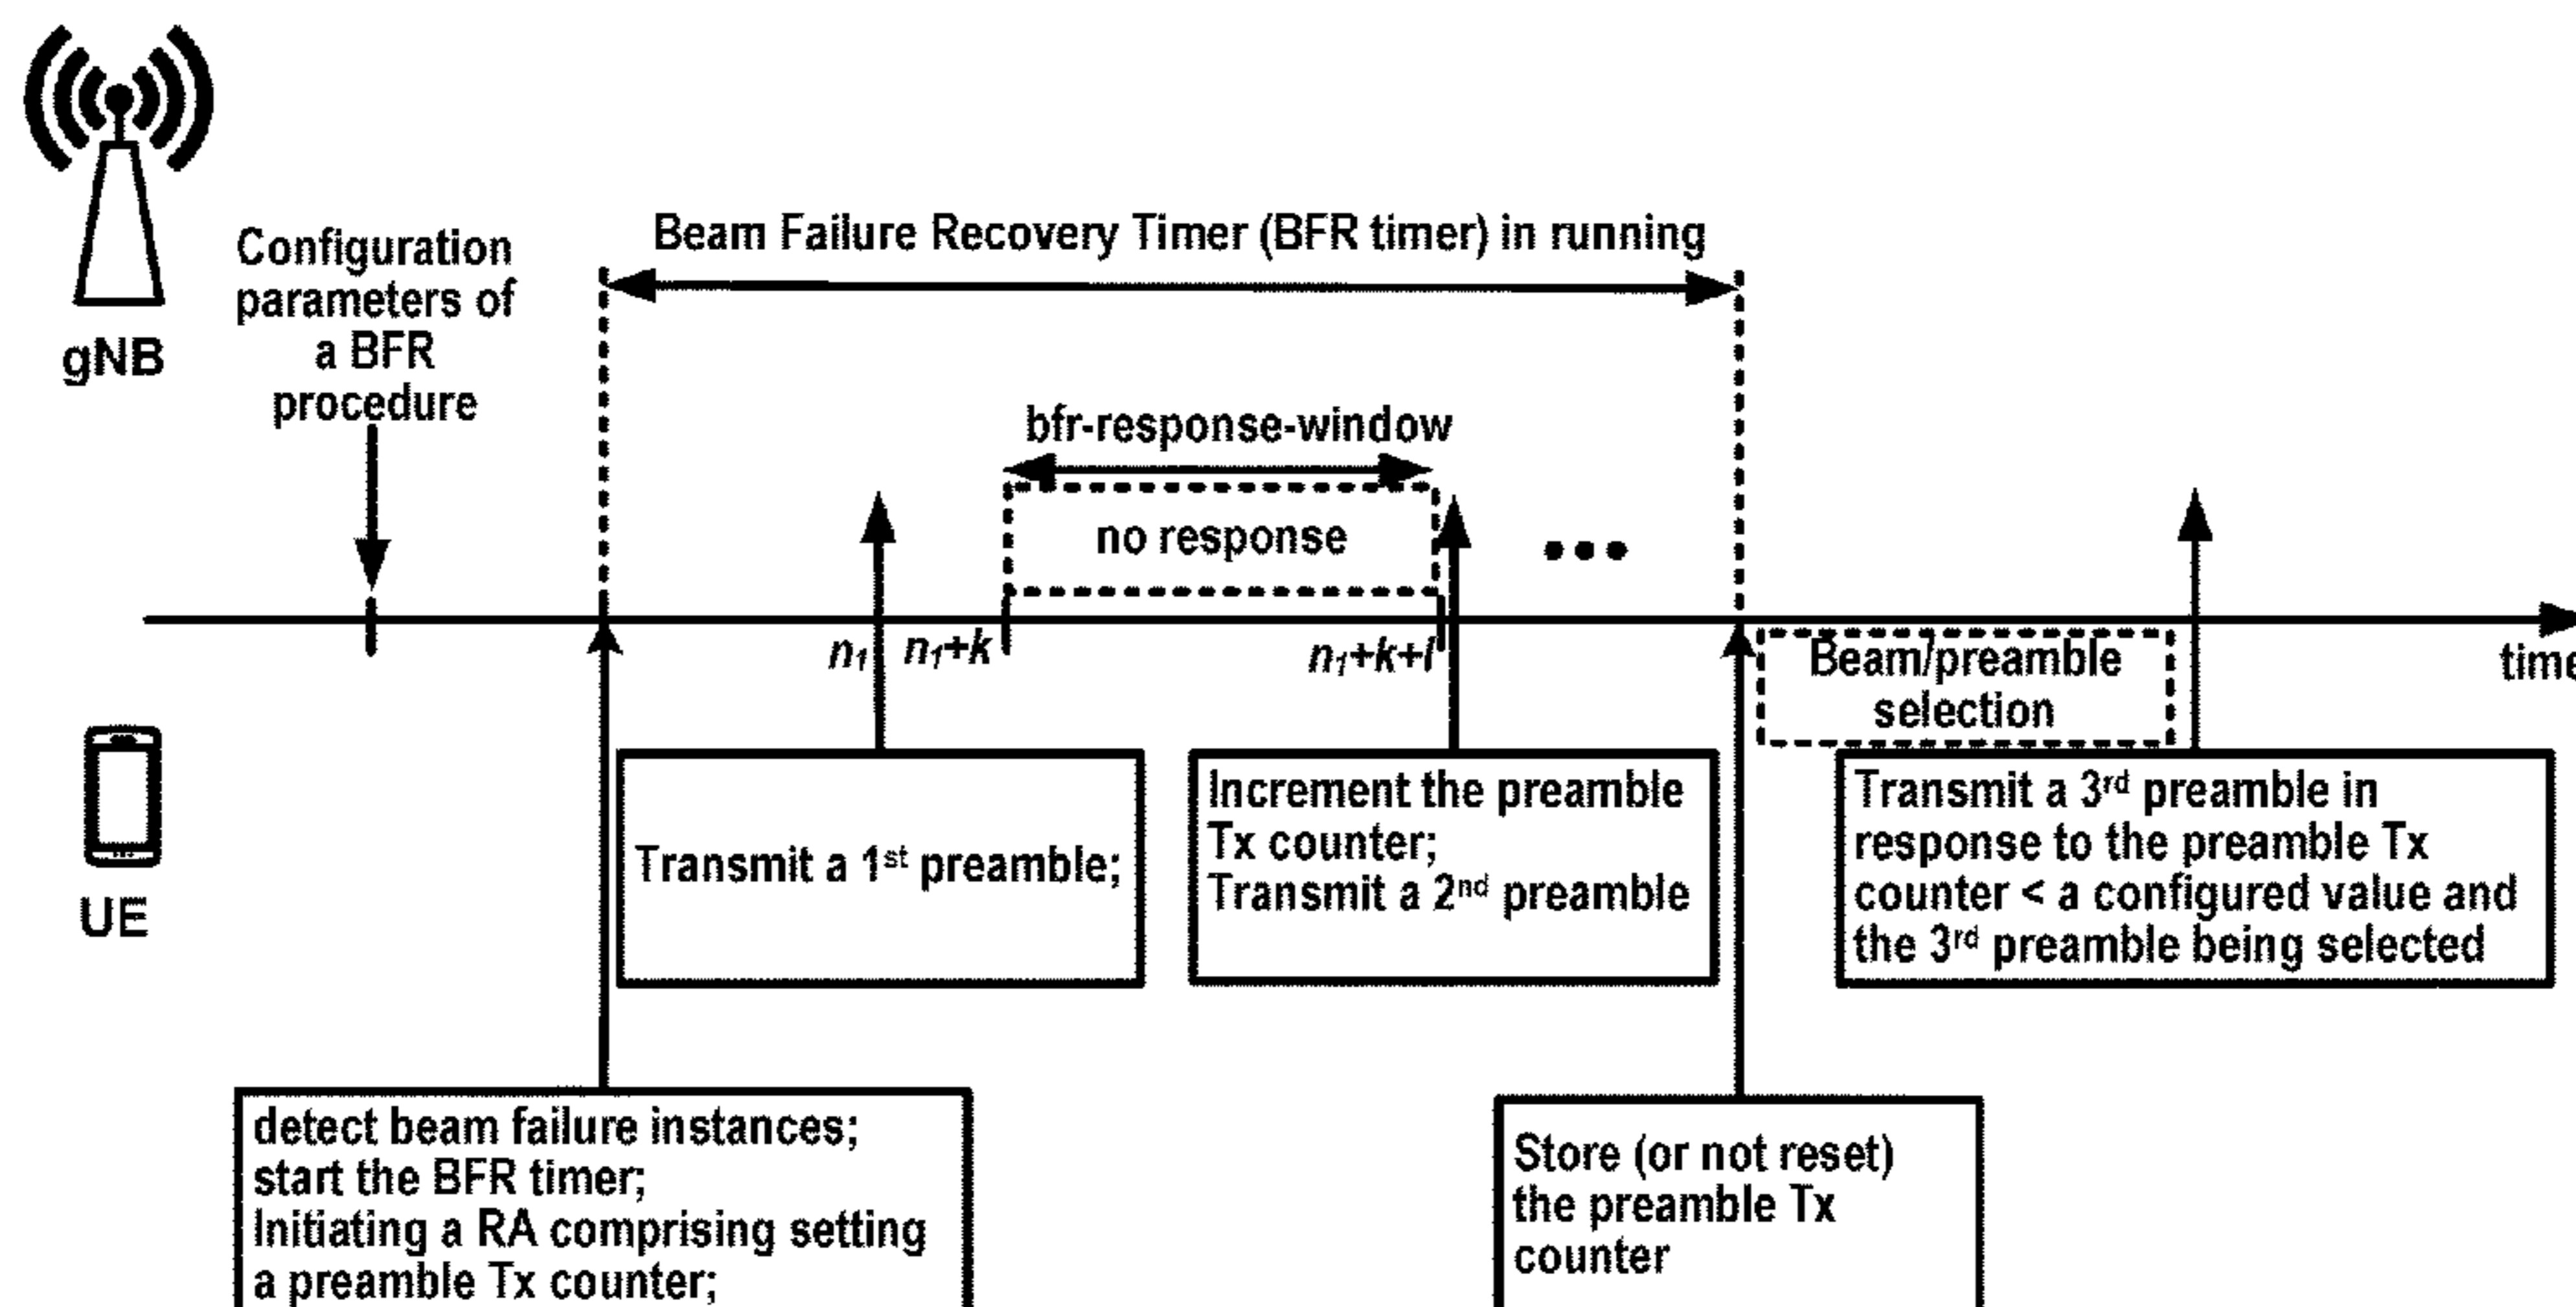 gNB
Configuration
parameters of
a BFR
procedure
Beam Failure Recovery Timer (BFR timer) in running
bfr-response-window
no response
n₁
n₁+k
n₁+k+l
time
Beam/preamble
selection
UE
Transmit a 1st preamble;
Increment the preamble
Tx counter;
Transmit a 2nd preamble
Transmit a 3rd preamble in
response to the preamble Tx
counter < a configured value and
the 3rd preamble being selected
detect beam failure instances;
start the BFR timer;
Initiating a RA comprising setting
a preamble Tx counter;
Store (or not reset)
the preamble Tx
counter